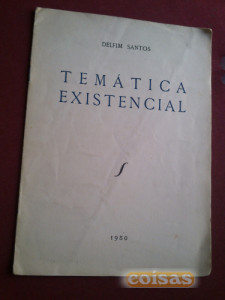 DELFIM SANTOS
TEMÁTICA
EXISTENCIAL
1950
coisas